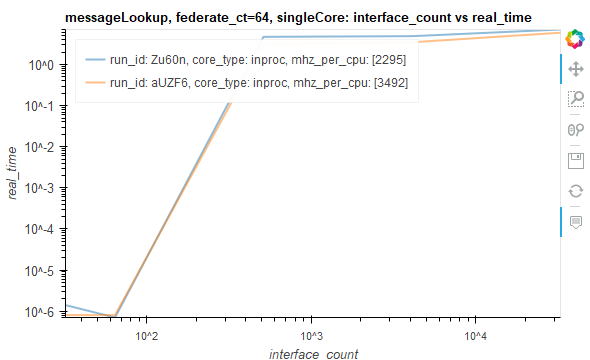 messageLookup, federate_ct=64, singleCore: interface_count vs real_time
run_id: Zu60n, core_type: inproc, mhz_per_cpu: [2295]
run_id: aUZF6, core_type: inproc, mhz_per_cpu: [3492]
real_time
10^0
10^-1
10^-2
10^-3
10^-4
10^-5
10^-6
10^2
10^3
10^4
interface_count